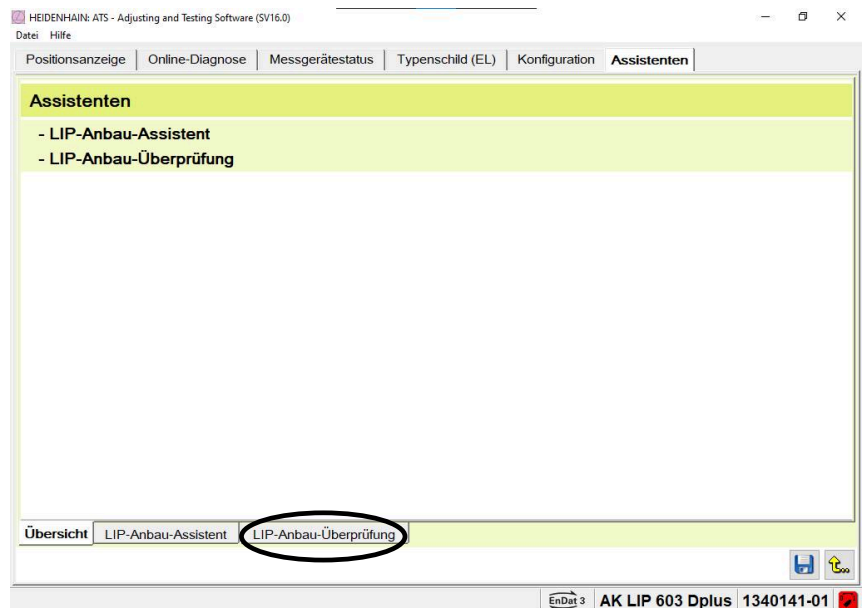 HEIDENHAIN: ATS - Adjusting and Testing Software (SV16.0)
Datei Hilfe
Positionsanzeige Online-Diagnose Messgerätestatus Typenschild (EL) Konfiguration Assistenten
Assistenten
- LIP-Anbau-Assistent
- LIP-Anbau-Überprüfung
Übersicht LIP-Anbau-Assistent LIP-Anbau-Überprüfung
EnDat 3 AK LIP 603 Dplus 1340141-01